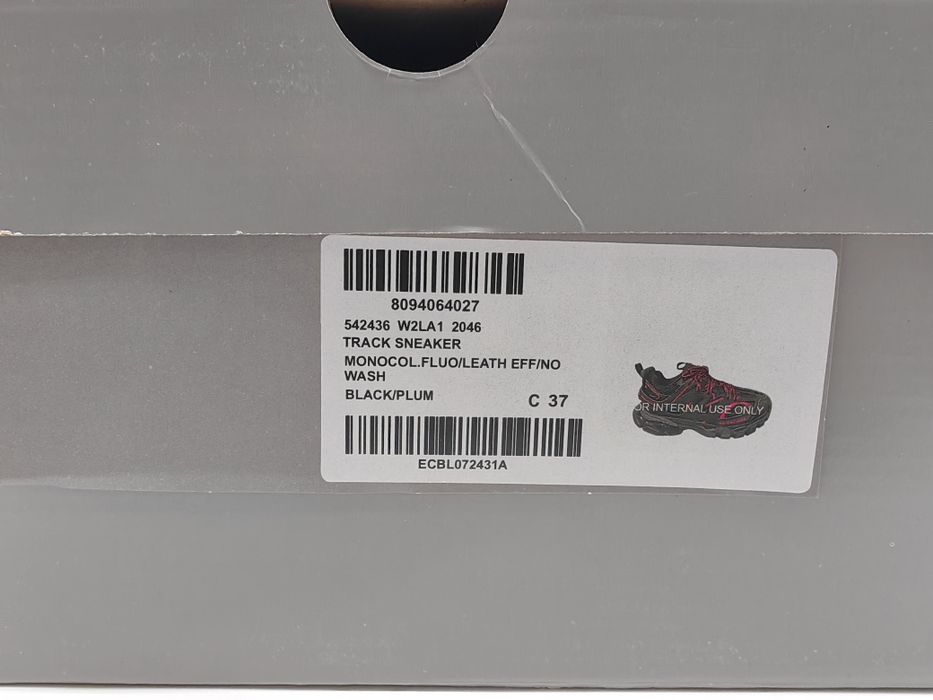 8094064027
542436 W2LA1 2046
TRACK SNEAKER
MONOCOL.FLUO/LEATH EFF/NO
WASH
BLACK/PLUM
C 37
OR INTERNAL USE ONLY
ECBL072431A